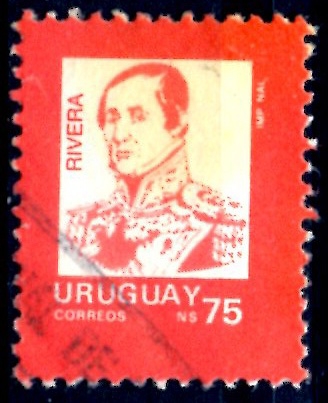 RIVERA
IMP NAL
URUGUAY
CORREOS N$ 75